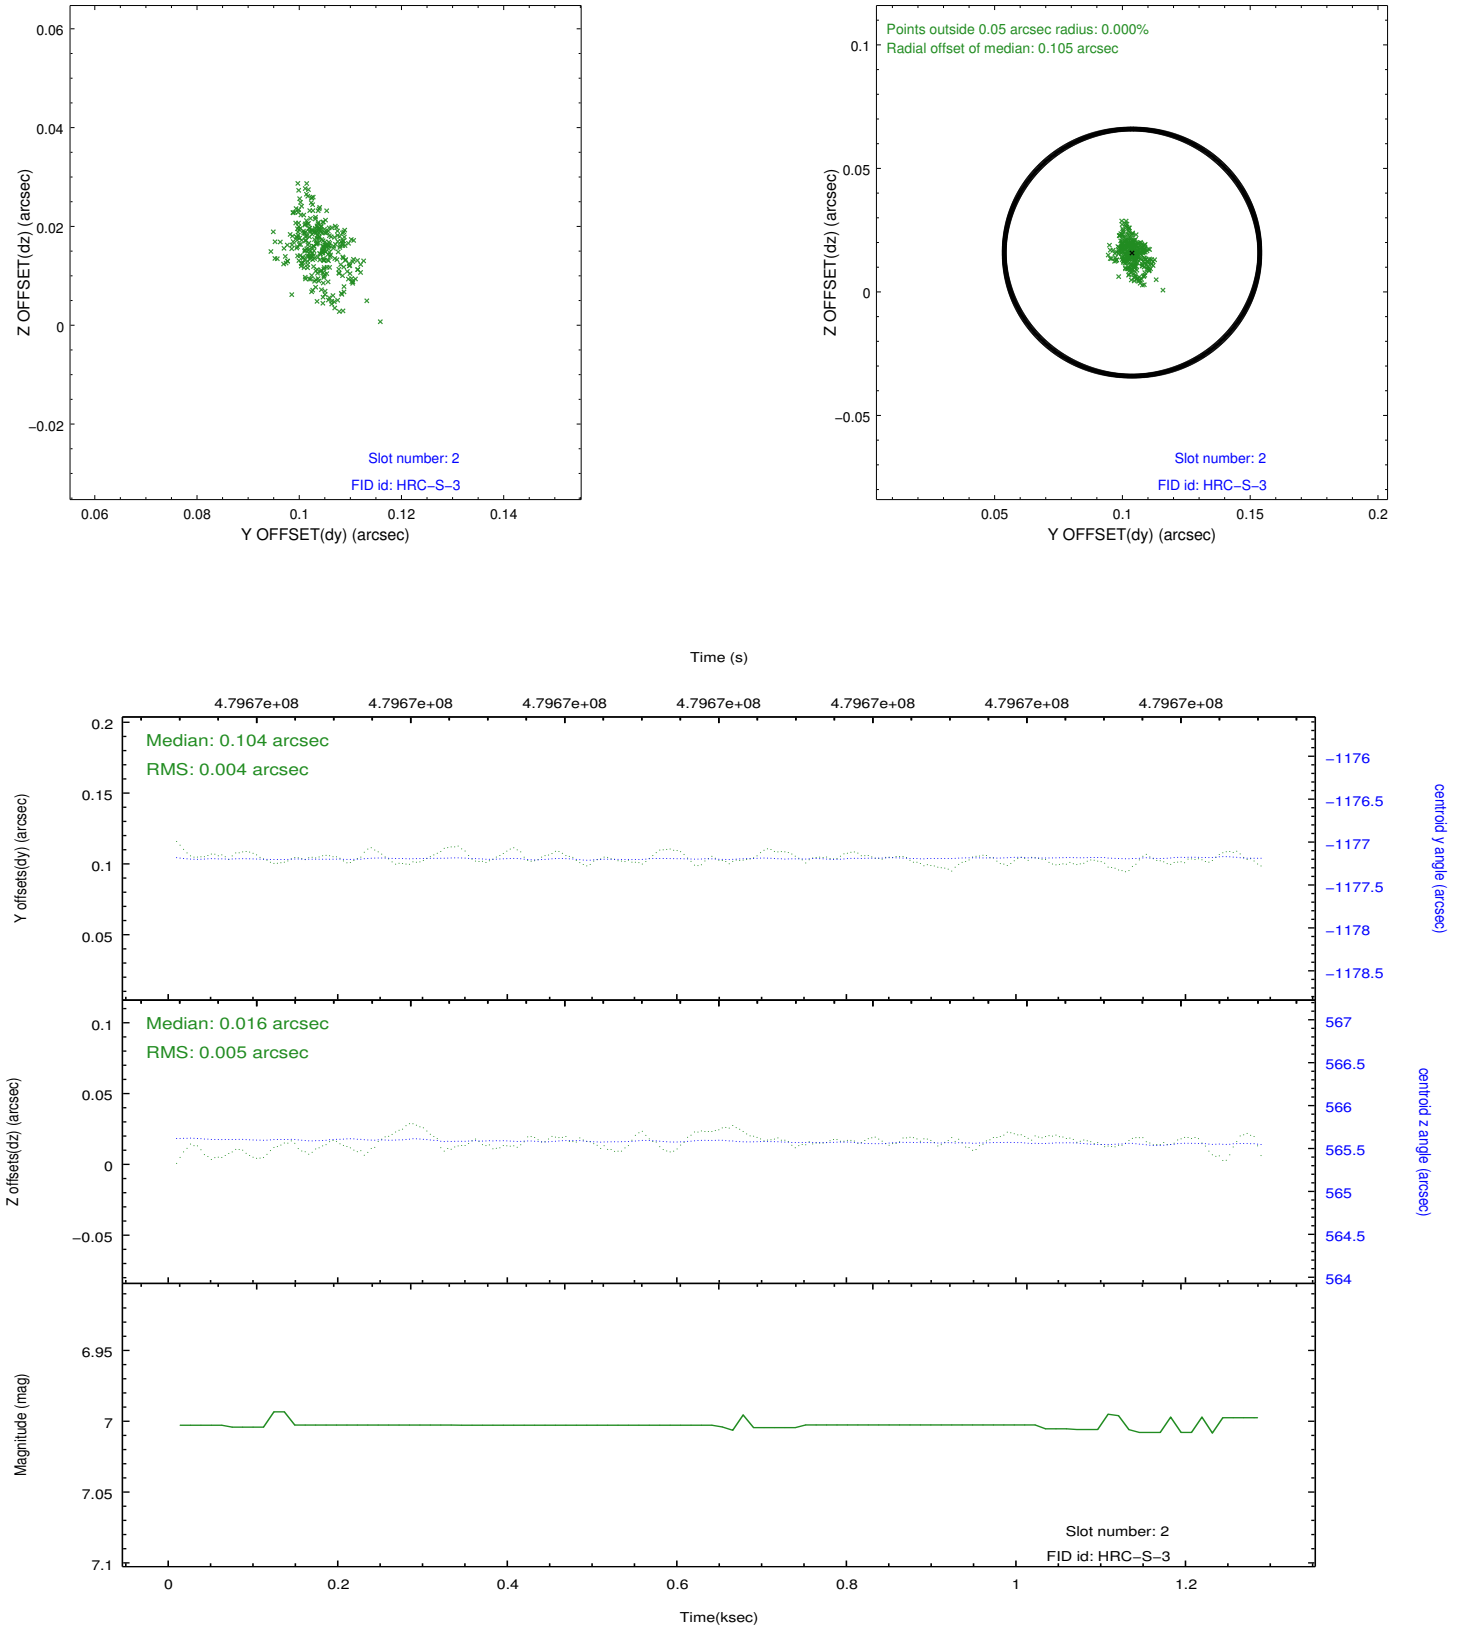 0.06
0.04
0.02
0
−0.02
Z OFFSET(dz) (arcsec)
Slot number: 2
FID id: HRC−S−3
0.06 0.08 0.1 0.12 0.14
Y OFFSET(dy) (arcsec)
Points outside 0.05 arcsec radius: 0.000%
Radial offset of median: 0.105 arcsec
0.1
0.05
0
−0.05
Z OFFSET(dz) (arcsec)
Slot number: 2
FID id: HRC−S−3
0.05 0.1 0.15 0.2
Y OFFSET(dy) (arcsec)
Time (s)
4.7967e+08 4.7967e+08 4.7967e+08 4.7967e+08 4.7967e+08 4.7967e+08 4.7967e+08
Median: 0.104 arcsec
RMS: 0.004 arcsec
0.2
0.15
0.1
0.05
Y offsets(dy) (arcsec)
−1176
−1176.5
−1177
−1177.5
−1178
−1178.5
centroid y angle (arcsec)
Median: 0.016 arcsec
RMS: 0.005 arcsec
0.1
0.05
0
−0.05
Z offsets(dz) (arcsec)
567
566.5
566
565.5
565
564.5
564
centroid z angle (arcsec)
6.95
7
7.05
7.1
Magnitude (mag)
Slot number: 2
FID id: HRC−S−3
0 0.2 0.4 0.6 0.8 1 1.2
Time(ksec)